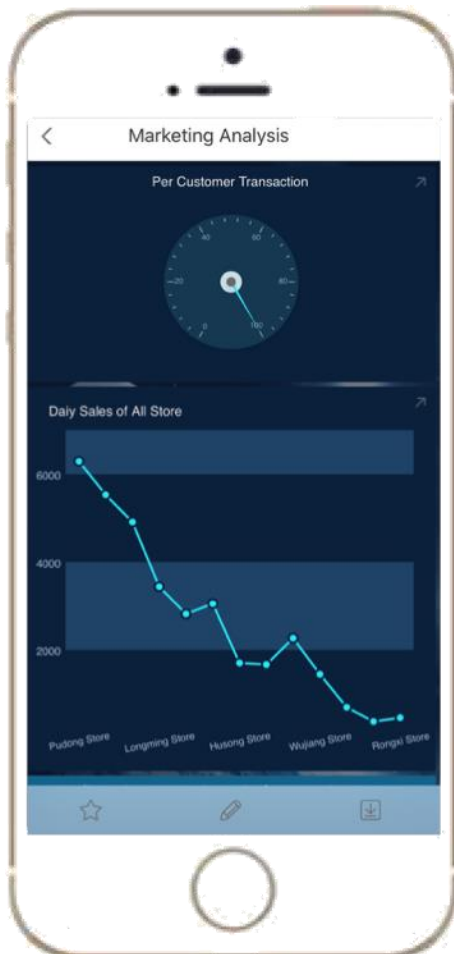 Marketing Analysis
Per Customer Transaction
40 60
20 80
0 100
Daiy Sales of All Store
6000
4000
2000
Pudong Store Longming Store Husong Store Wujiang Store Rongxi Store